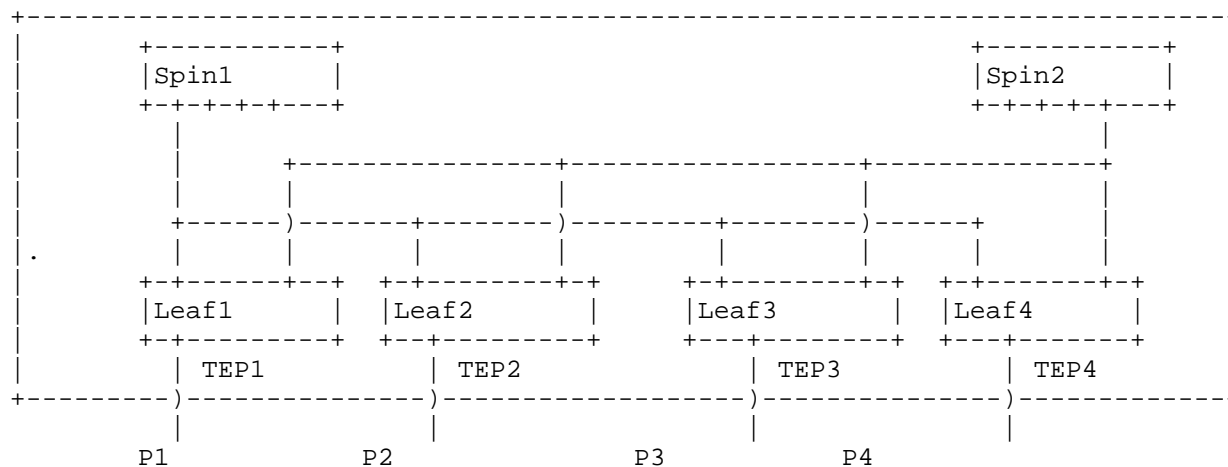 Spin1 Spin2
Leaf1 Leaf2 Leaf3 Leaf4
TEP1 TEP2 TEP3 TEP4
P1 P2 P3 P4